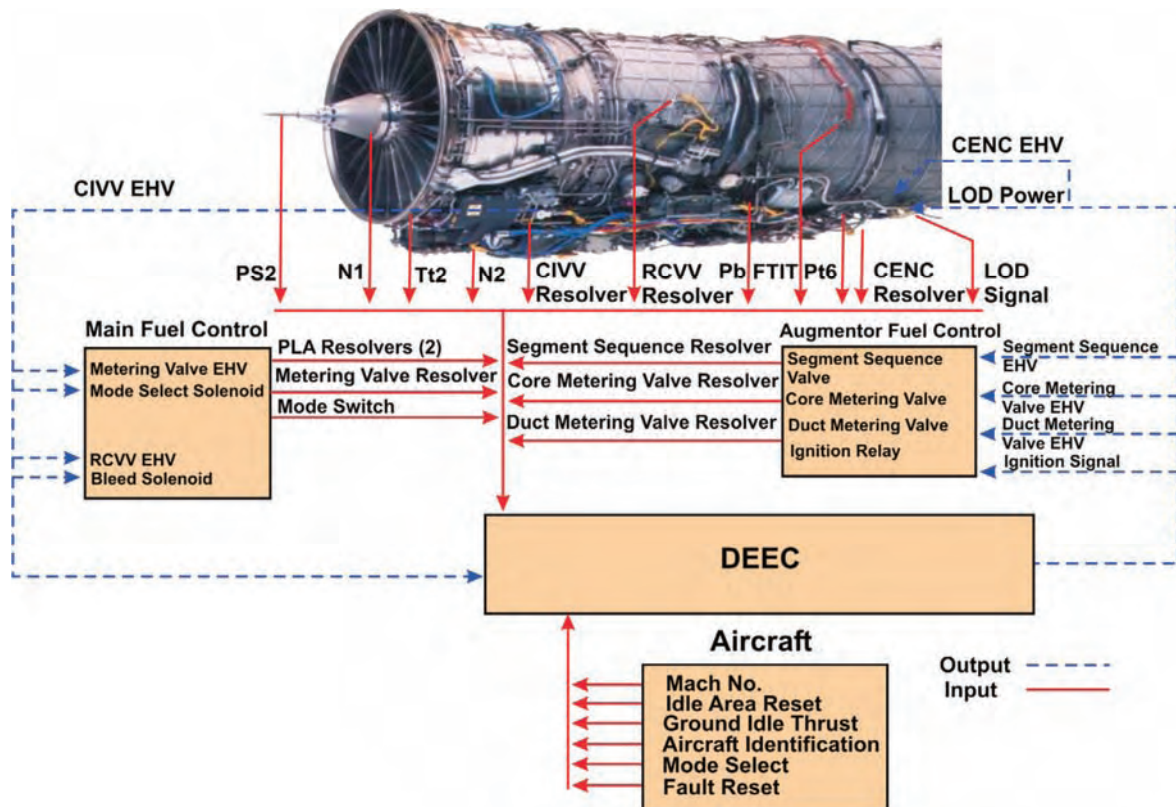 CENC EHV
CIVV EHV
LOD Power
PS2
N1
Tt2
N2
CIVV
Resolver
RCVV
Resolver
Pb
FTIT
Pt6
CENC
Resolver
LOD
Signal
Main Fuel Control
Metering Valve EHV
Mode Select Solenoid
RCVV EHV
Bleed Solenoid
PLA Resolvers (2)
Metering Valve Resolver
Mode Switch
Segment Sequence Resolver
Core Metering Valve Resolver
Duct Metering Valve Resolver
Augmentor Fuel Control
Segment Sequence
Valve
Core Metering Valve
Duct Metering Valve
Ignition Relay
Segment Sequence
EHV
Core Metering
Valve EHV
Duct Metering
Valve EHV
Ignition Signal
DEEC
Aircraft
Mach No.
Idle Area Reset
Ground Idle Thrust
Aircraft Identification
Mode Select
Fault Reset
Output
Input